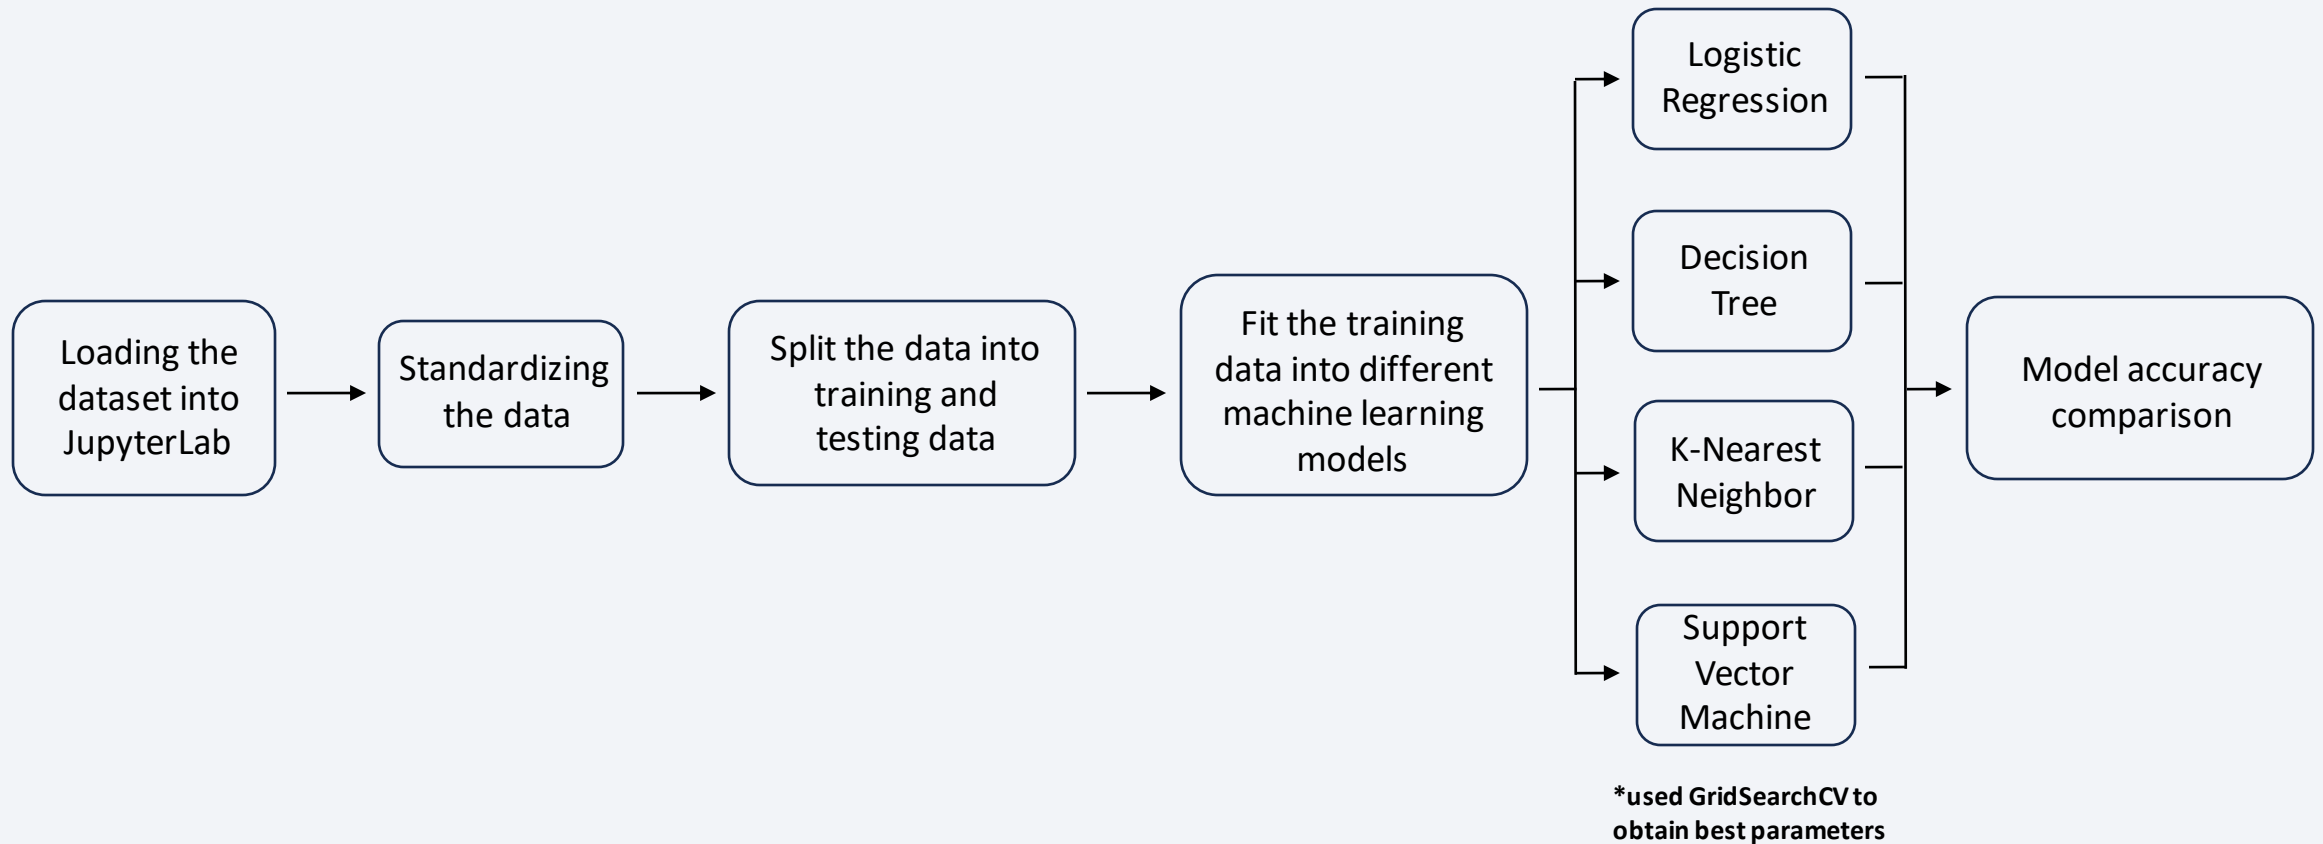 Loading the
dataset into
JupyterLab
Standardizing
the data
Split the data into
training and
testing data
Fit the training
data into different
machine learning
models
Logistic
Regression
Decision
Tree
K-Nearest
Neighbor
Support
Vector
Machine
*used GridSearchCV to
obtain best parameters
Model accuracy
comparison